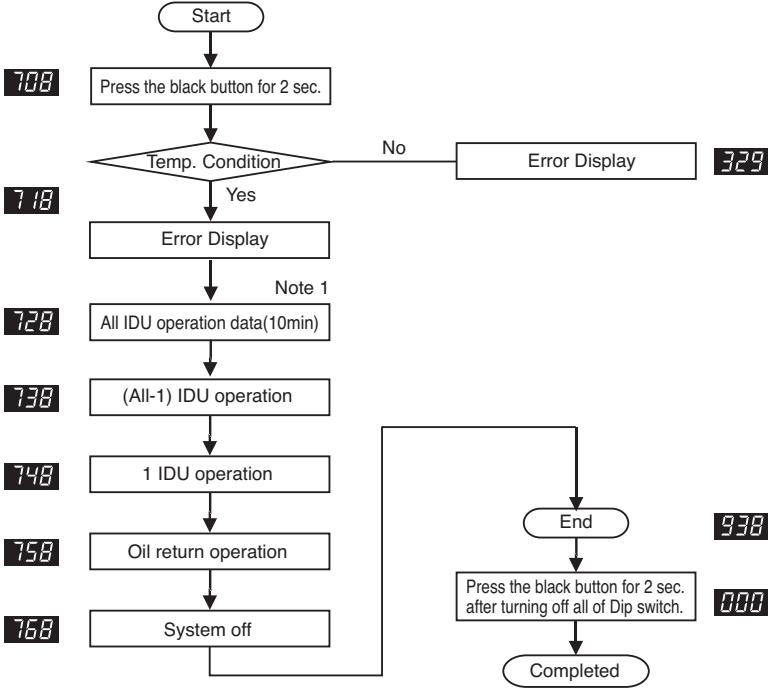 Start
708
Press the black button for 2 sec.
Temp. Condition
No
Error Display
329
718
Yes
Error Display
Note 1
728
All IDU operation data(10min)
738
(All-1) IDU operation
748
1 IDU operation
758
Oil return operation
768
System off
End
938
Press the black button for 2 sec.
after turning off all of Dip switch.
000
Completed